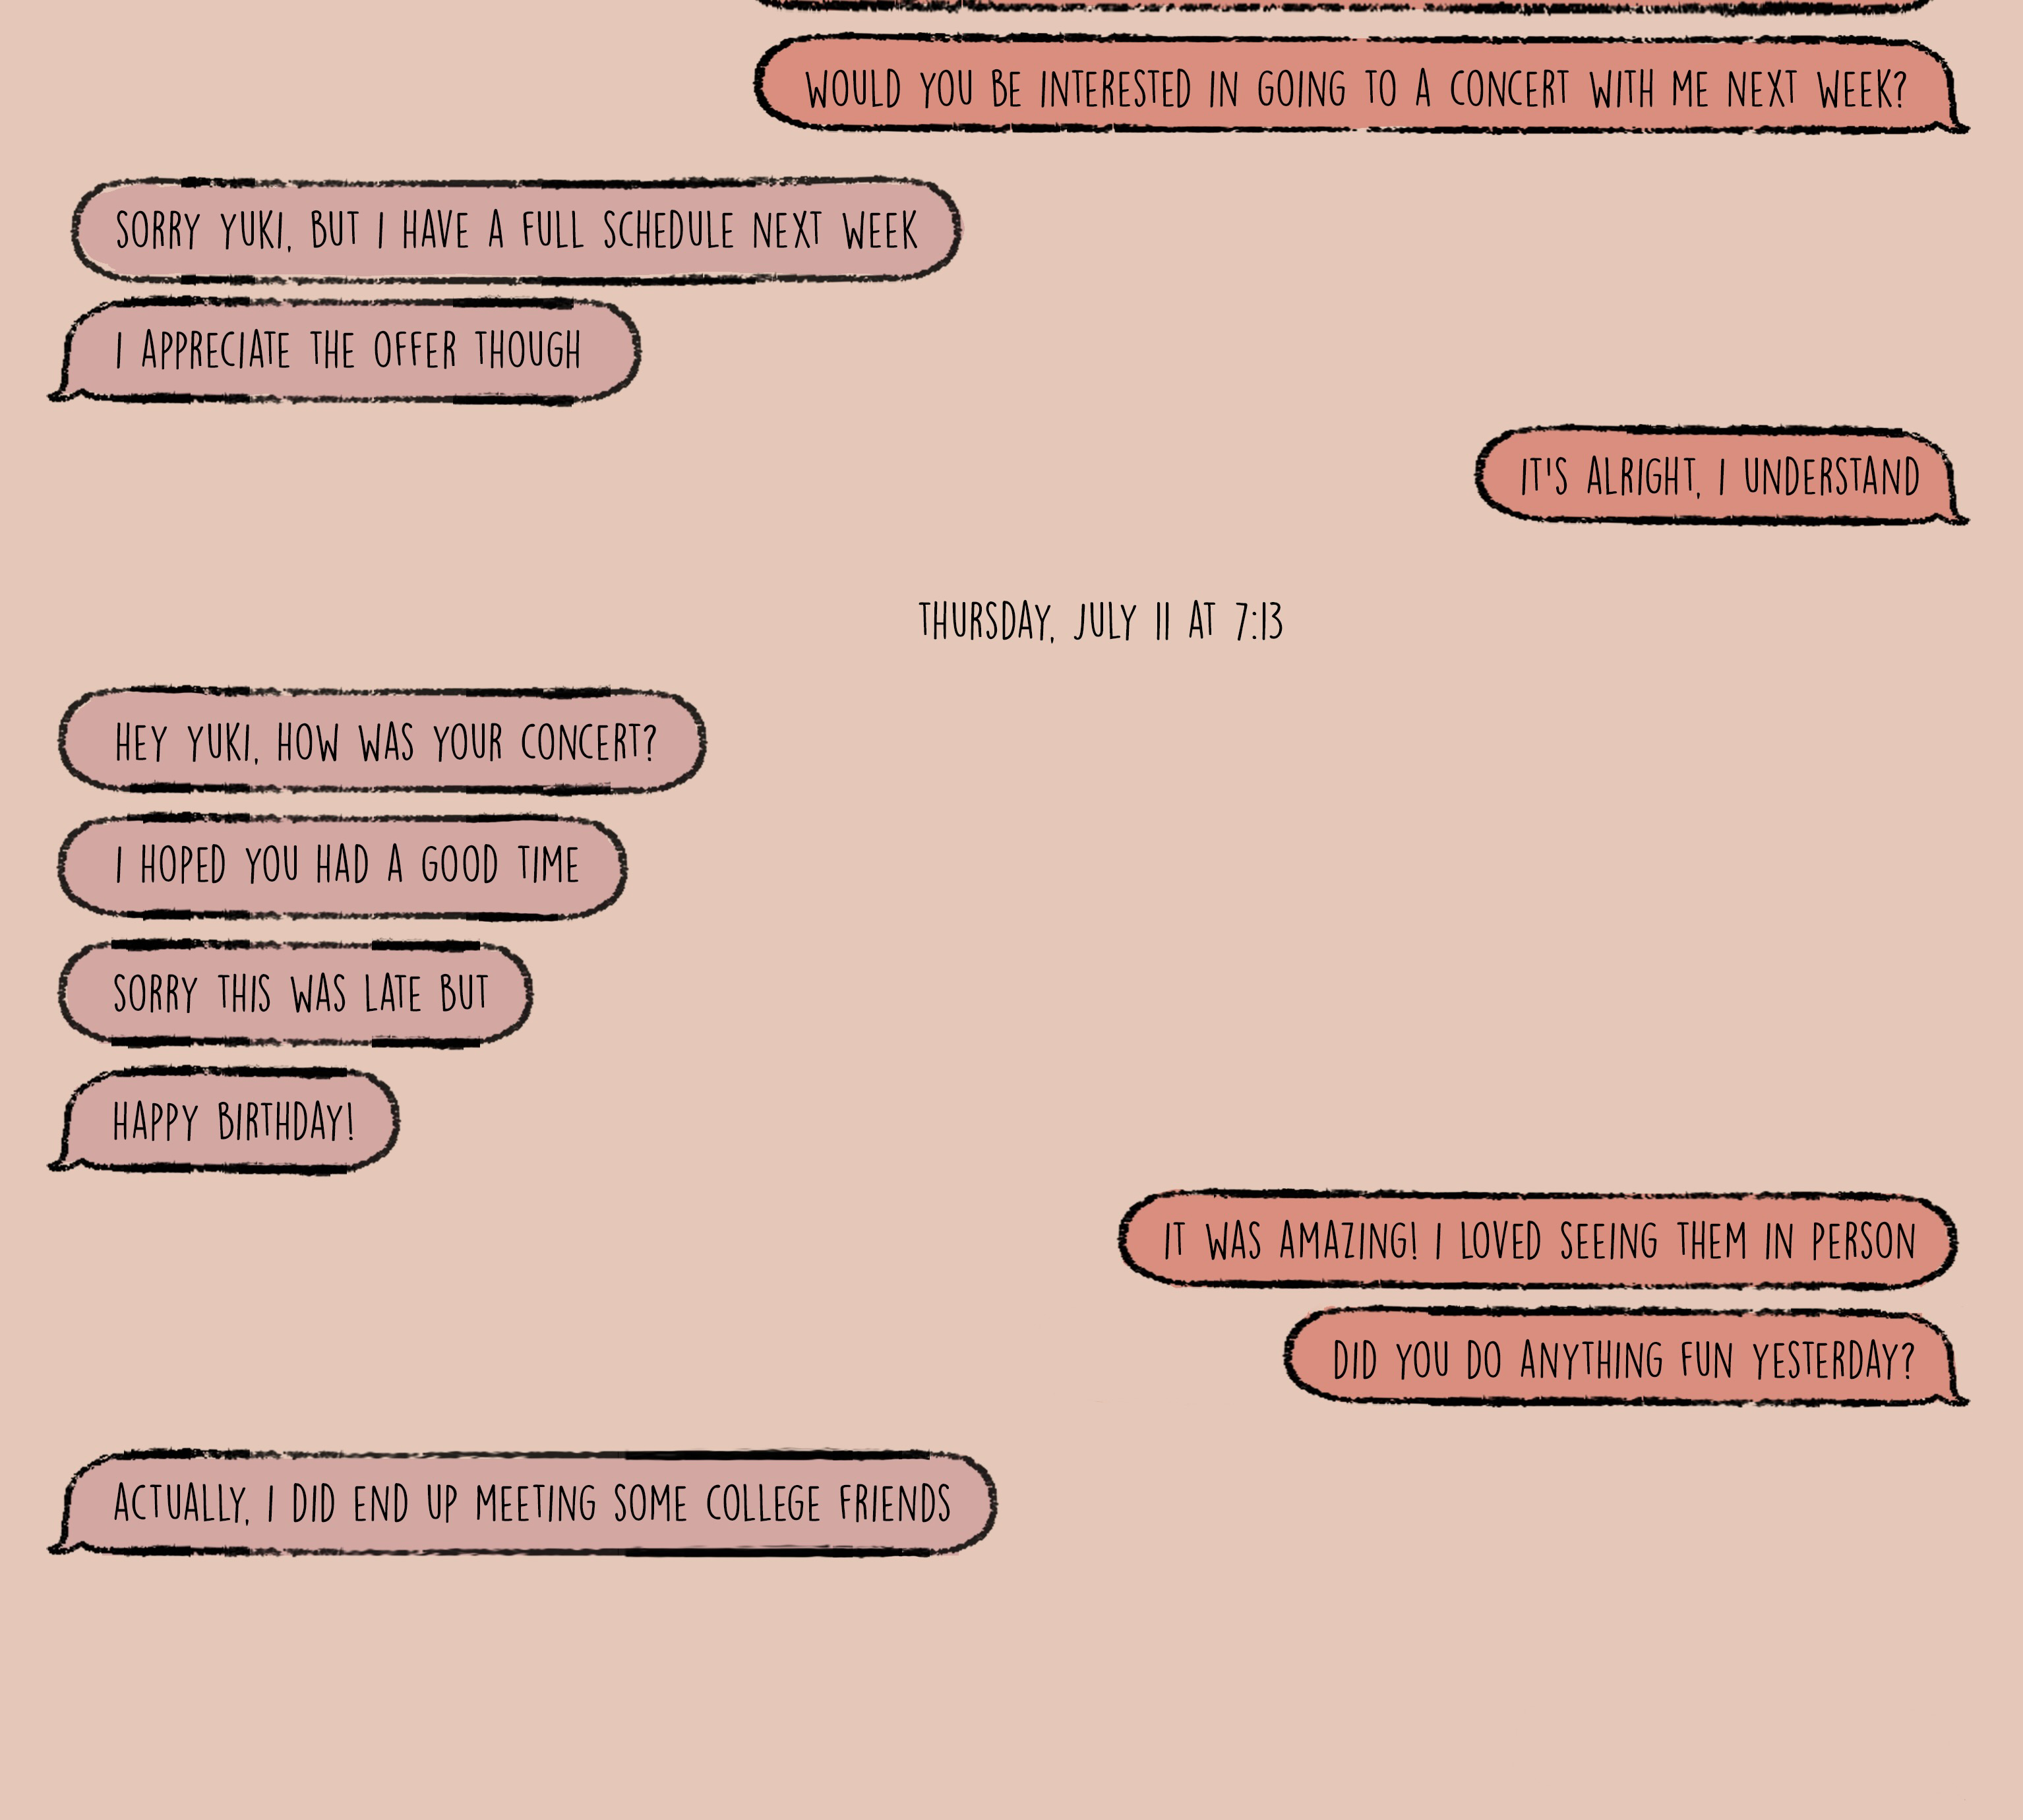 WOULD YOU BE INTERESTED IN GOING TO A CONCERT WITH ME NEXT WEEK?
SORRY YUKI, BUT I HAVE A FULL SCHEDULE NEXT WEEK
I APPRECIATE THE OFFER THOUGH
IT'S ALRIGHT, I UNDERSTAND
THURSDAY, JULY 11 AT 7:13
HEY YUKI, HOW WAS YOUR CONCERT?
I HOPED YOU HAD A GOOD TIME
SORRY THIS WAS LATE BUT
HAPPY BIRTHDAY!
IT WAS AMAZING! I LOVED SEEING THEM IN PERSON
DID YOU DO ANYTHING FUN YESTERDAY?
ACTUALLY, I DID END UP MEETING SOME COLLEGE FRIENDS